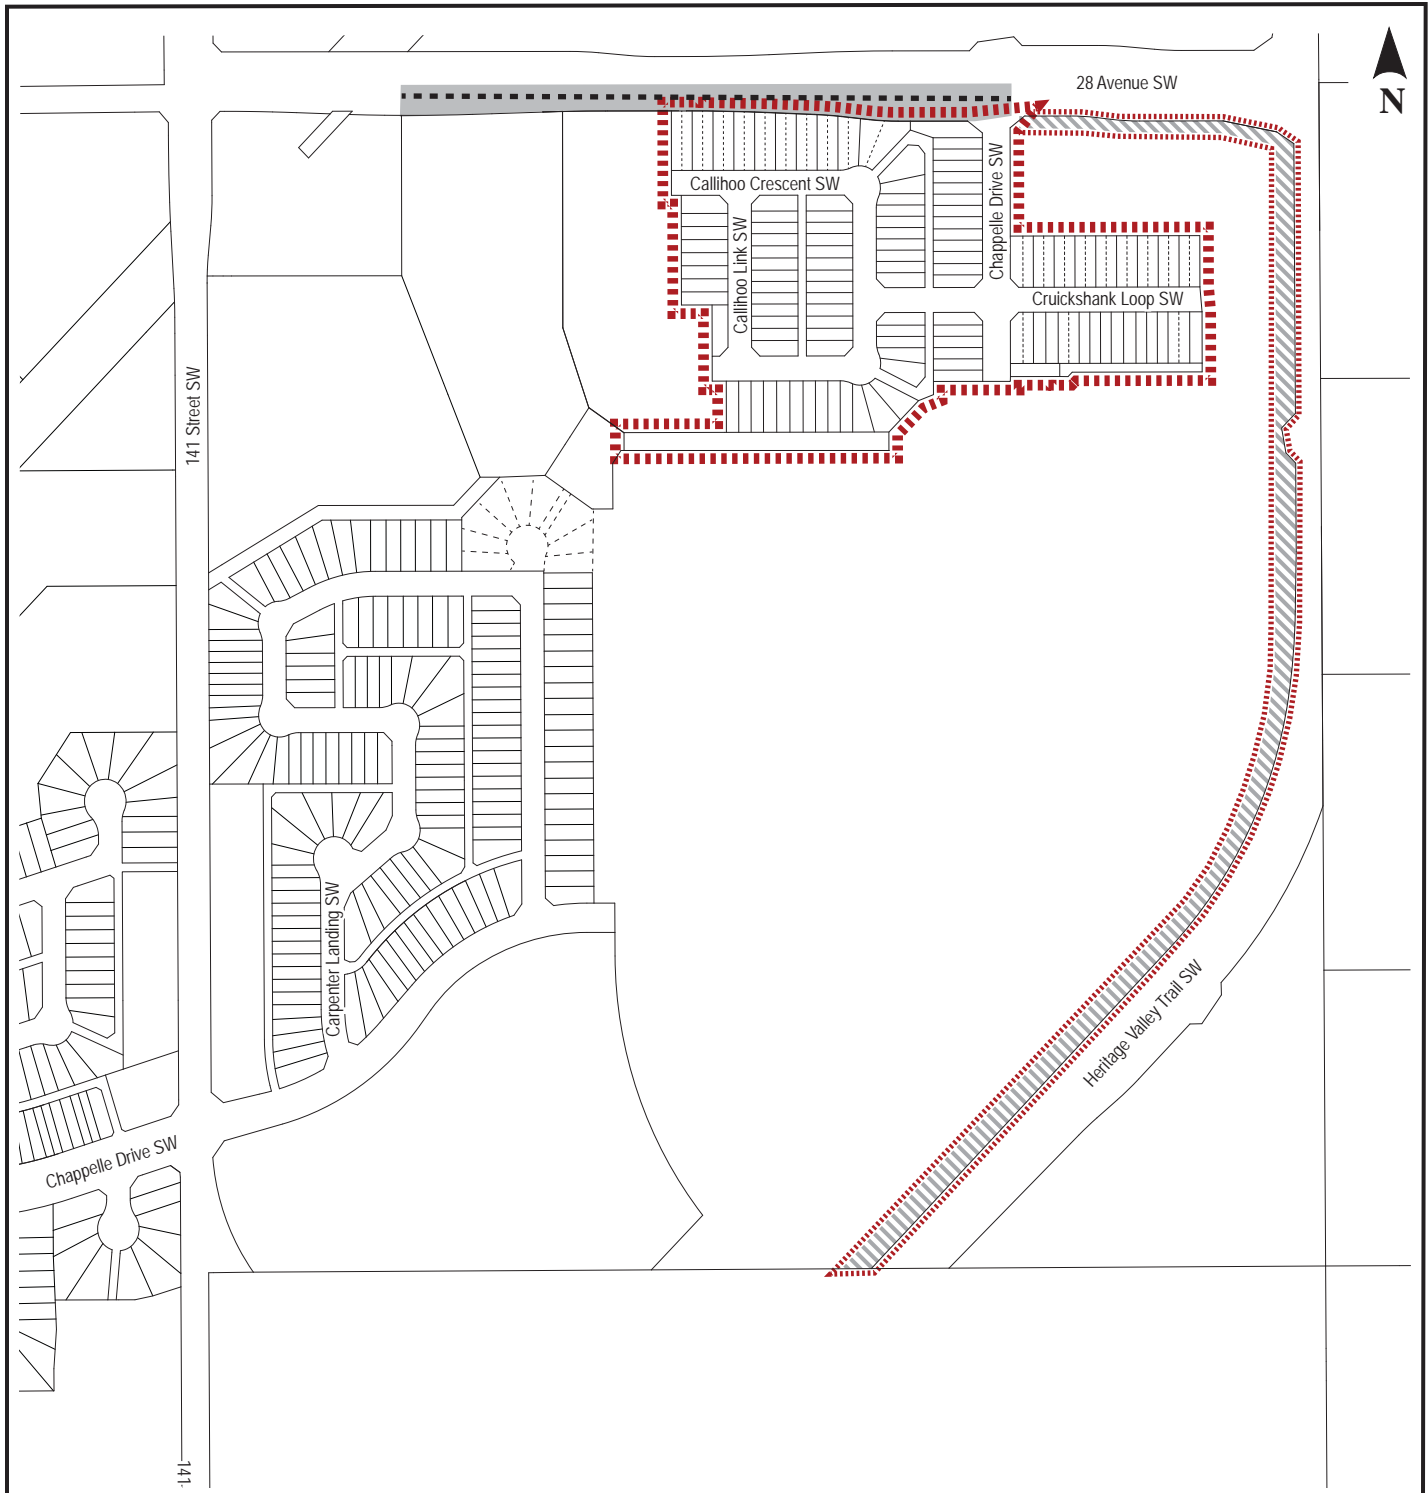 28 Avenue SW
N
Callihoo Crescent SW
Chappelle Drive SW
Callihoo Link SW
Cruickshank Loop SW
141 Street SW
Carpenter Landing SW
Heritage Valley Trail SW
Chappelle Drive SW
141